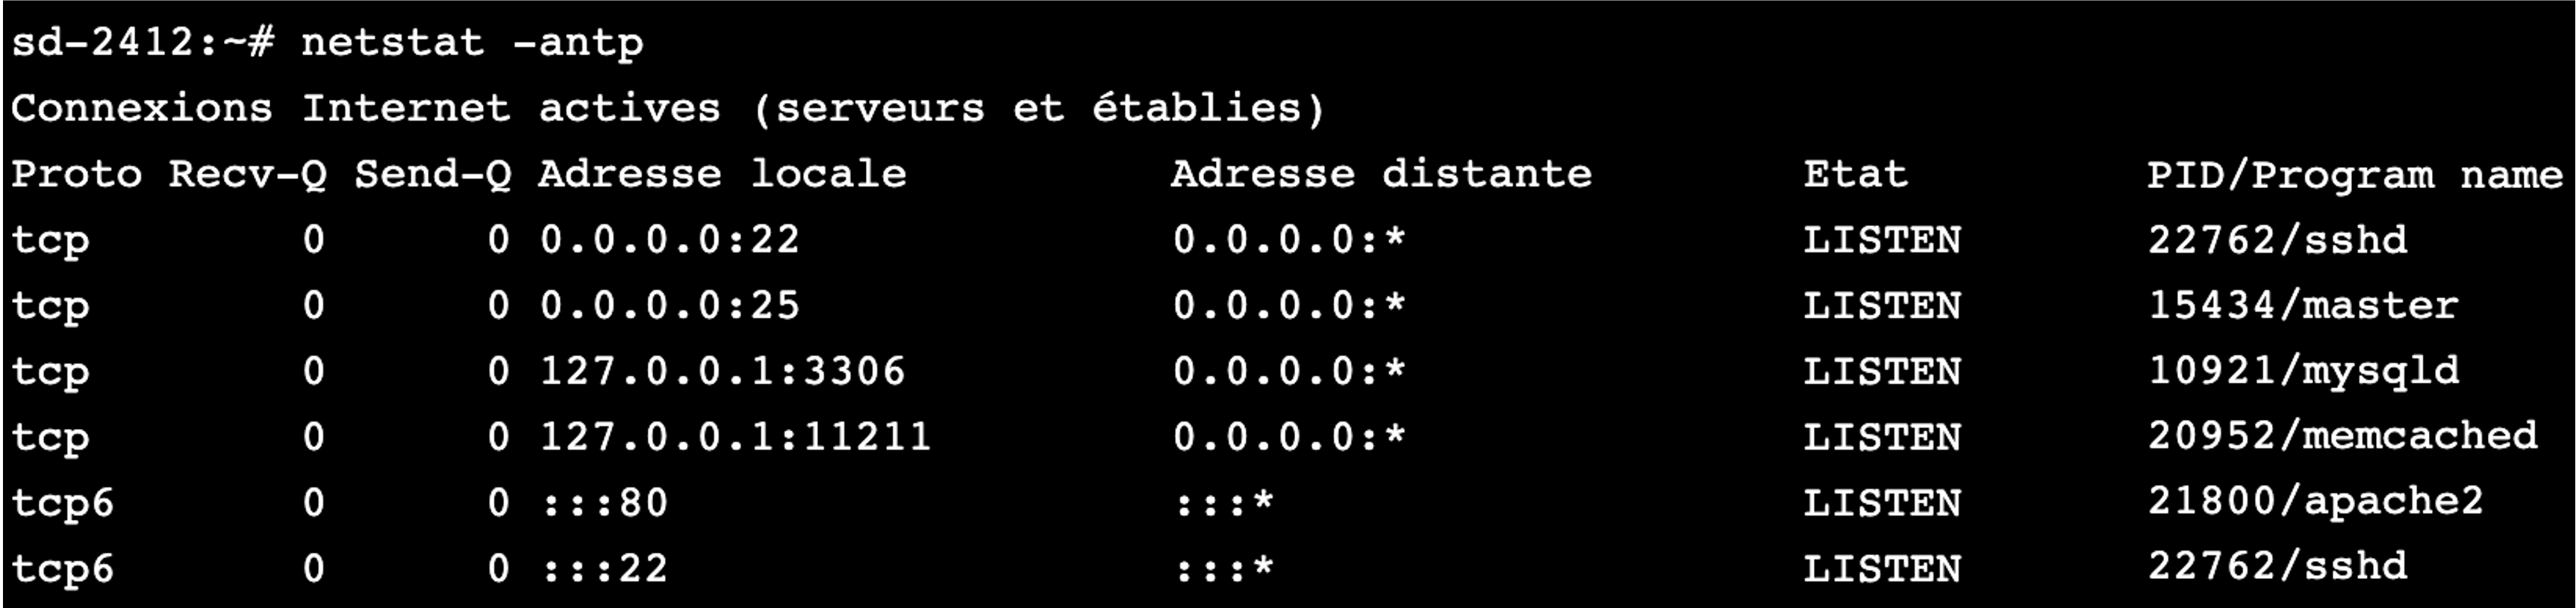 sd-2412:~# netstat -antp
Connexions Internet actives (serveurs et établies)
Proto Recv-Q Send-Q Adresse locale          Adresse distante        Etat         PID/Program name
tcp        0      0 0.0.0.0:22              0.0.0.0:*               LISTEN       22762/sshd
tcp        0      0 0.0.0.0:25              0.0.0.0:*               LISTEN       15434/master
tcp        0      0 127.0.0.1:3306          0.0.0.0:*               LISTEN       10921/mysqld
tcp        0      0 127.0.0.1:11211         0.0.0.0:*               LISTEN       20952/memcached
tcp6       0      0 :::80                   :::*                    LISTEN       21800/apache2
tcp6       0      0 :::22                   :::*                    LISTEN       22762/sshd